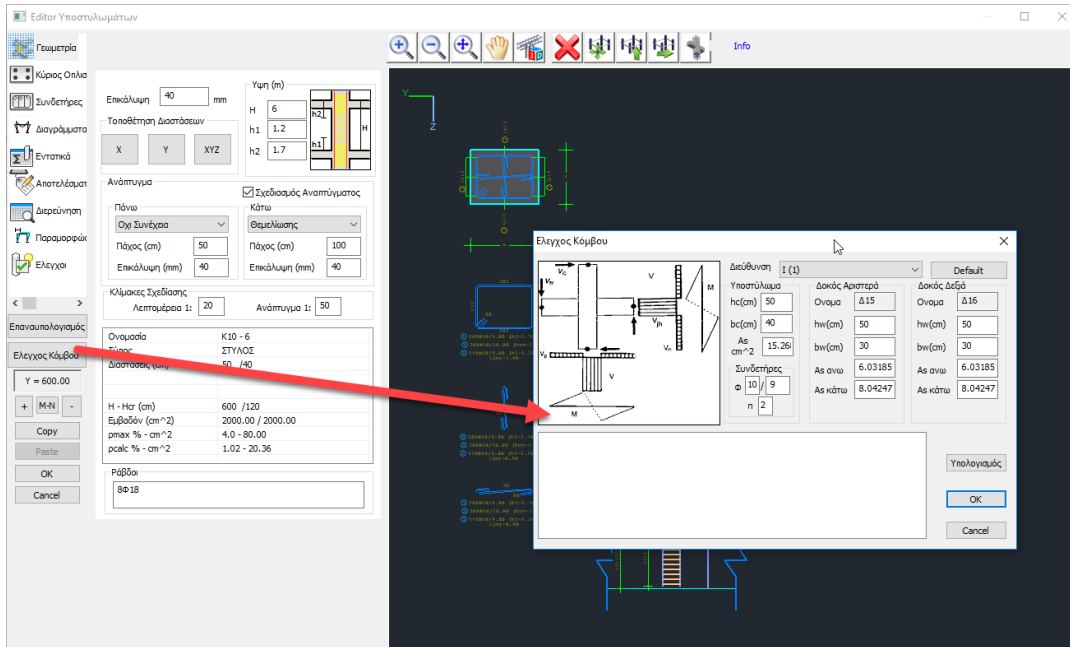 Editor Υποστυλωμάτων
Γεωμετρία
Κύριος Οπλισ
Συνδετήρες
Διαγράμματα
Εντατικά
Αποτελέσματ
Διερεύνηση
Παραμορφώ
Ελεγχοι
< >
Επαναυπολογισμός
Ελεγχος Κόμβου
Y = 600.00
+ M-N -
Copy
Paste
OK
Cancel
Επικάλυψη 40 mm
Τοποθέτηση Διαστάσεων
X Y XYZ
Υψη (m)
H 6
h1 1.2
h2 1.7
h2
H
h1
Ανάπτυγμα
Σχεδιασμός Αναπτύγματος
Πάνω
Οχι Συνέχεια
Πάχος (cm) 50
Επικάλυψη (mm) 40
Κάτω
Θεμελίωσης
Πάχος (cm) 100
Επικάλυψη (mm) 40
Κλίμακες Σχεδίασης
Λεπτομέρεια 1: 20 Ανάπτυγμα 1: 50
Ονομασία K10 - 6
ΣΤΥΛΟΣ
Διαστάσεις (cm) 50 /40
H - Hcr (cm) 600 /120
Εμβαδόν (cm^2) 2000.00 / 2000.00
ρmax % - cm^2 4.0 - 80.00
ρcalc % - cm^2 1.02 - 20.36
Ράβδοι
8Φ18
Info
Y
Z
Ελεγχος Κόμβου
V
M
V
M
Διεύθυνση I (1)
Default
Υποστύλωμα
hc(cm) 50
bc(cm) 40
As cm^2 15.26
Συνδετήρες
Φ 10 / 9
n 2
Δοκός Αριστερά
Ονομα Δ15
hw(cm) 50
bw(cm) 30
As ανω 6.03185
As κάτω 8.04247
Δοκός Δεξιά
Ονομα Δ16
hw(cm) 50
bw(cm) 30
As ανω 6.03185
As κάτω 8.04247
Υπολογισμός
OK
Cancel